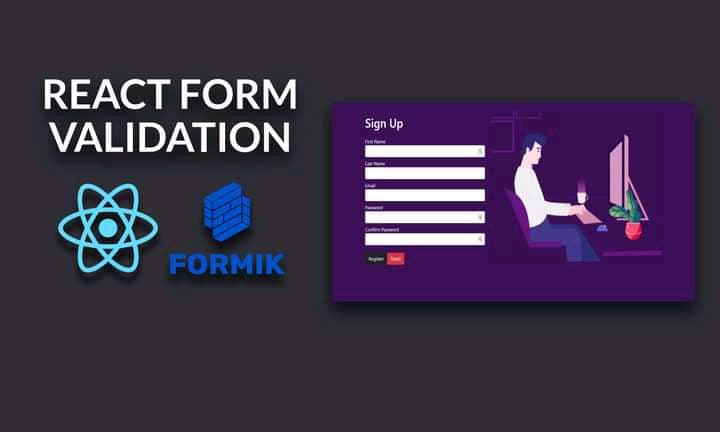 REACT FORM
VALIDATION
FORMIK
Sign Up
First Name
Last Name
Email
Password
Confirm Password
Register
Reset